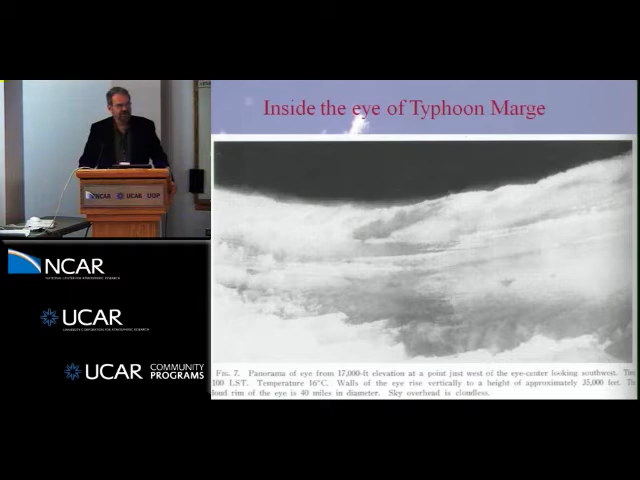 Inside the eye of Typhoon Marge
NCAR UCAR UOP
NCAR
NATIONAL CENTER FOR ATMOSPHERIC RESEARCH
UCAR
UNIVERSITY CORPORATION FOR ATMOSPHERIC RESEARCH
UCAR COMMUNITY PROGRAMS
FIG. 7. Panorama of eye from 17,000-ft elevation at a point just west of the eye-center looking southwest.
100 LST. Temperature 16°C. Walls of the eye rise vertically to a height of approximately 35,000 feet.
loud rim of the eye is 40 miles in diameter. Sky overhead is cloudless.